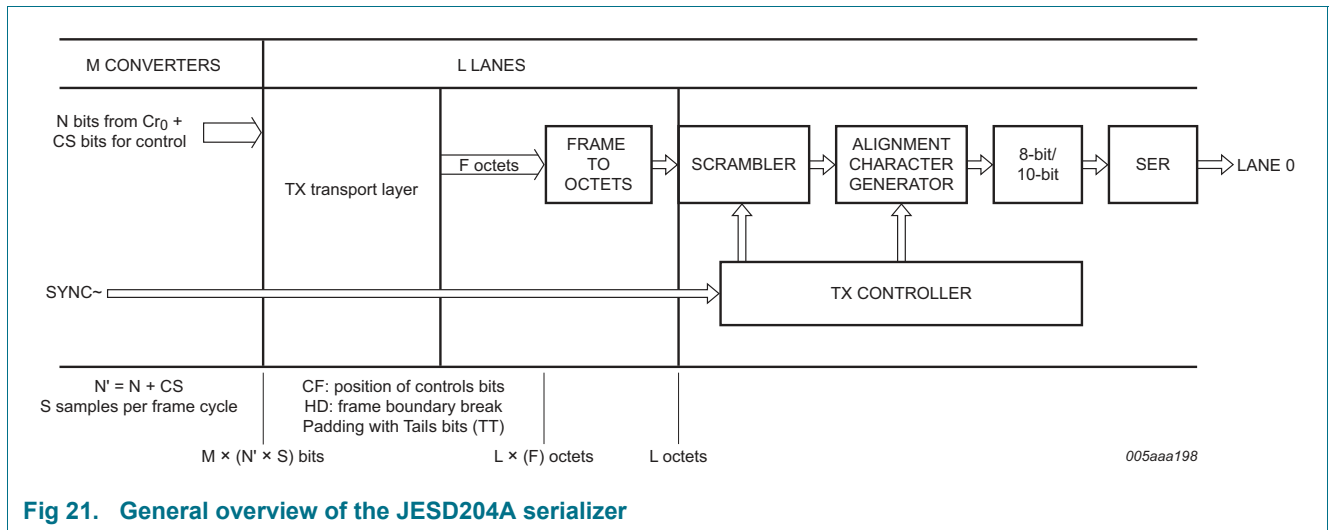 M CONVERTERS
L LANES
N bits from Cr0 +
CS bits for control
TX transport layer
F octets
FRAME
TO
OCTETS
SCRAMBLER
ALIGNMENT
CHARACTER
GENERATOR
8-bit/
10-bit
SER
LANE 0
SYNC~
TX CONTROLLER
N' = N + CS
S samples per frame cycle
CF: position of controls bits
HD: frame boundary break
Padding with Tails bits (TT)
M × (N' × S) bits
L × (F) octets
L octets
005aaa198
Fig 21. General overview of the JESD204A serializer